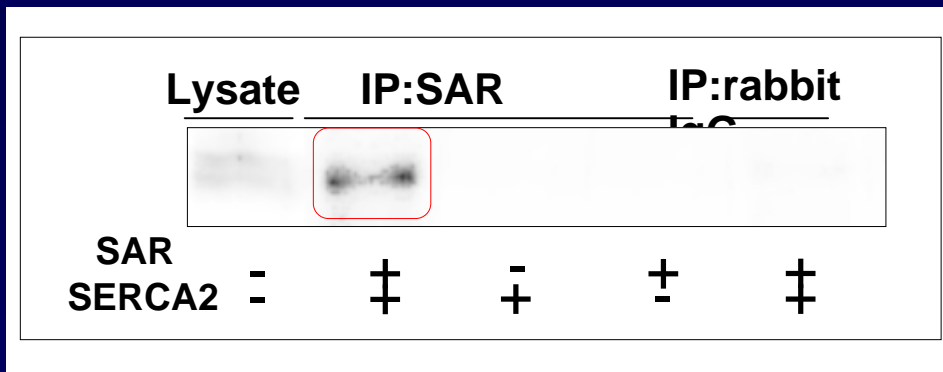 Lysate IP:SAR IP:rabbit
SAR - + - + +
SERCA2 - + + - +